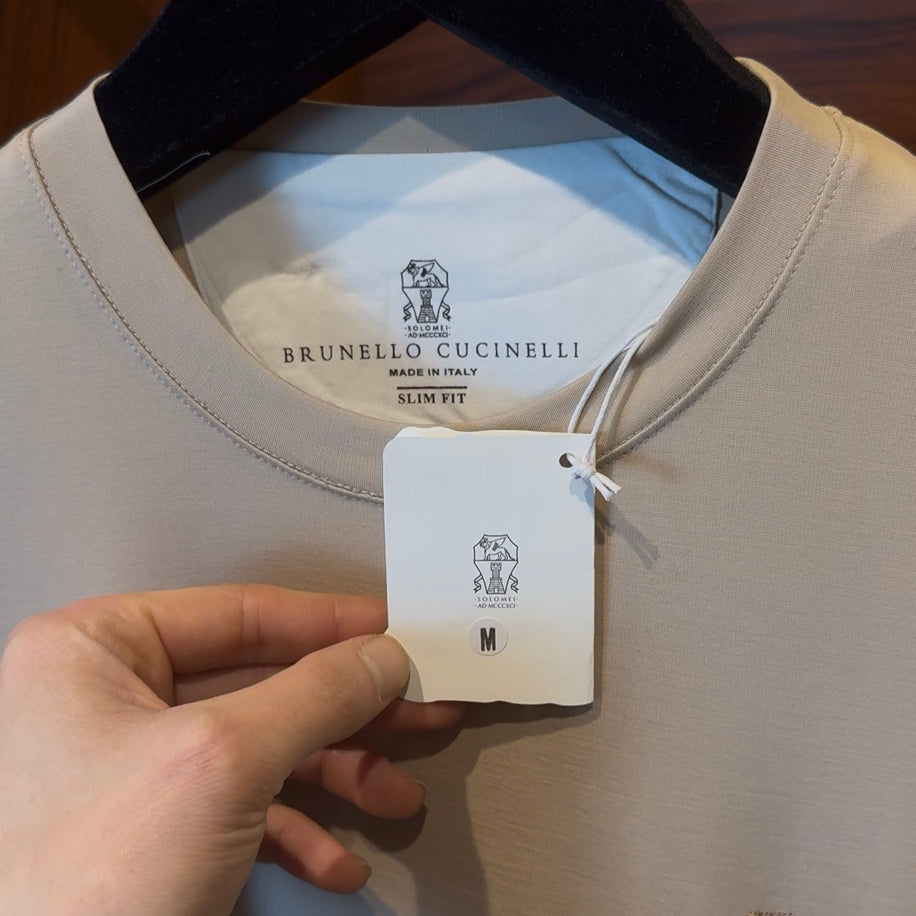 ·SOLOMEI·
·AD·MCCCXCI·
BRUNELLO CUCINELLI
MADE IN ITALY
SLIM FIT
·SOLOMEI·
·AD·MCCCXCI·
M